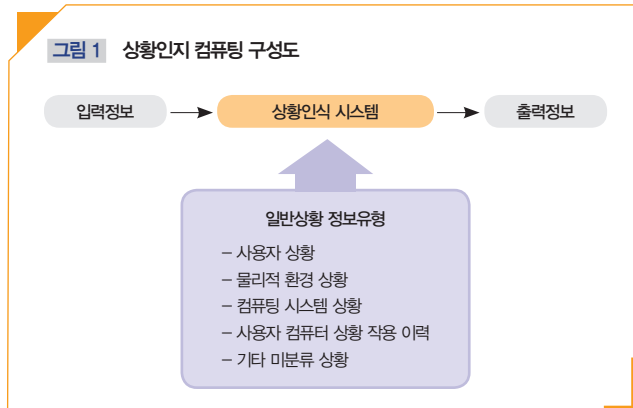 그림 1 상황인지 컴퓨팅 구성도
입력정보 상황인식 시스템 출력정보
일반상황 정보유형
– 사용자 상황
– 물리적 환경 상황
– 컴퓨팅 시스템 상황
– 사용자 컴퓨터 상황 작용 이력
– 기타 미분류 상황